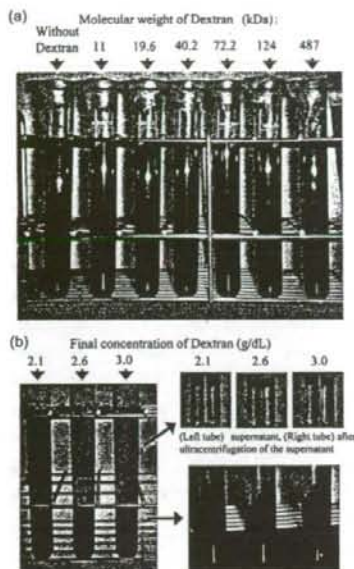 (a)
Molecular weight of Dextran (kDa):
Without
Dextran 11 19.6 40.2 72.2 124 487
(b)
Final concentration of Dextran (g/dL)
2.1 2.6 3.0
2.1 2.6 3.0
(Left tube) supernatant, (Right tube) after
ultracentrifugation of the supernatant